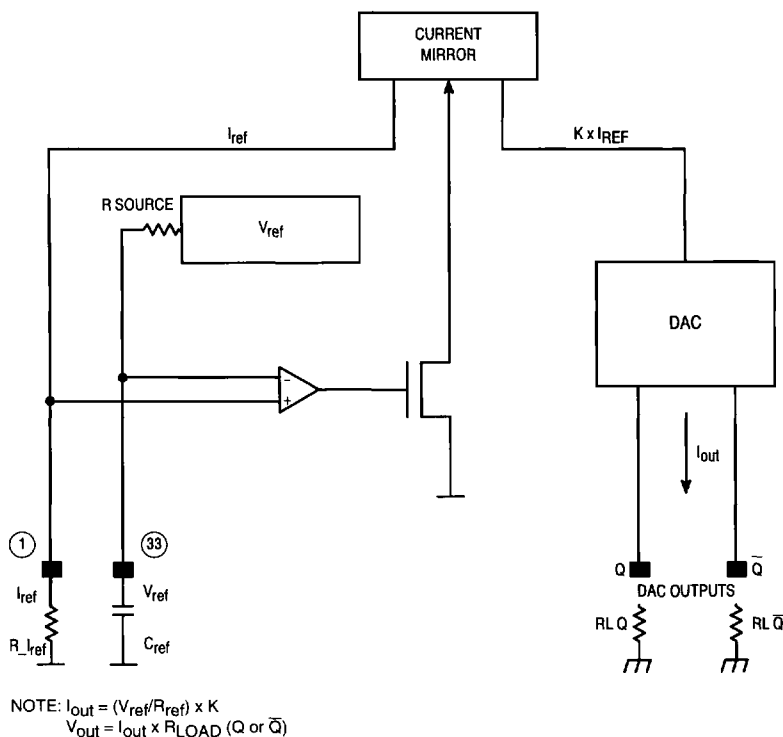 CURRENT
MIRROR
Iref
K x IREF
R SOURCE
Vref
DAC
-
+
Iout
1
33
Iref
Vref
R_Iref
Cref
Q
Q̅
DAC OUTPUTS
RL Q
RL Q̅
NOTE: Iout = (Vref/Rref) x K
Vout = Iout x RLOAD (Q or Q̅)